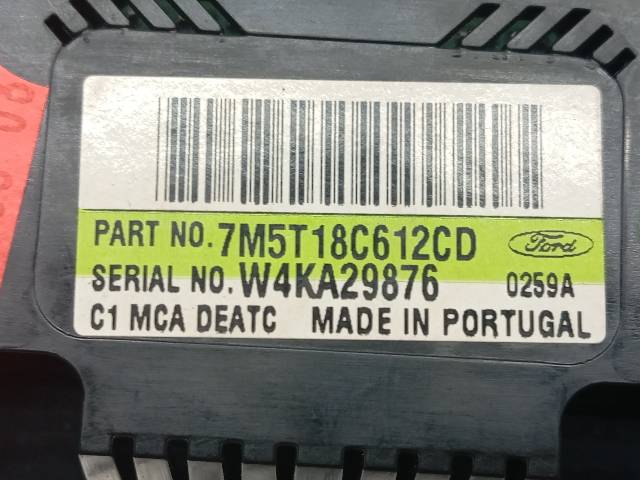 PART NO. 7M5T18C612CD Ford
SERIAL NO. W4KA29876 0259A
C1 MCA DEATC MADE IN PORTUGAL